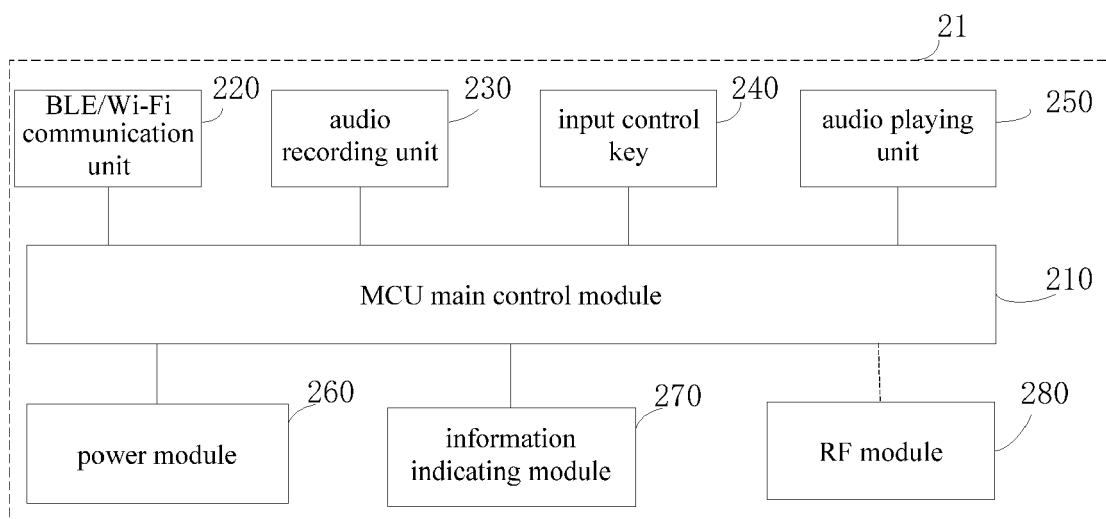 21
BLE/Wi-Fi
communication
unit
220
audio
recording unit
230
input control
key
240
audio playing
unit
250
MCU main control module
210
power module
260
information
indicating module
270
RF module
280